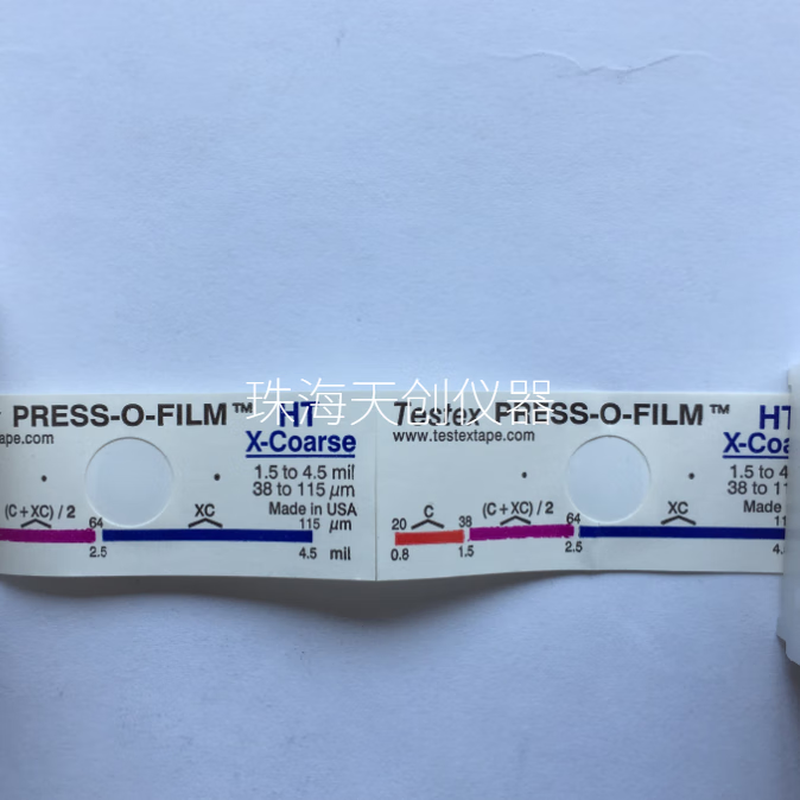 珠海天创仪器
PRESS-O-FILM™ HT
ape.com
X-Coarse
1.5 to 4.5 mil
38 to 115 µm
Made in USA
(C+XC)/2
XC
64
115 µm
2.5
4.5 mil
Testex PRESS-O-FILM™ HT
www.testextape.com
X-Coa
1.5 to 4
38 to 11
Made
C
(C+XC)/2
XC
20
38
64
11
0.8
1.5
2.5
4.